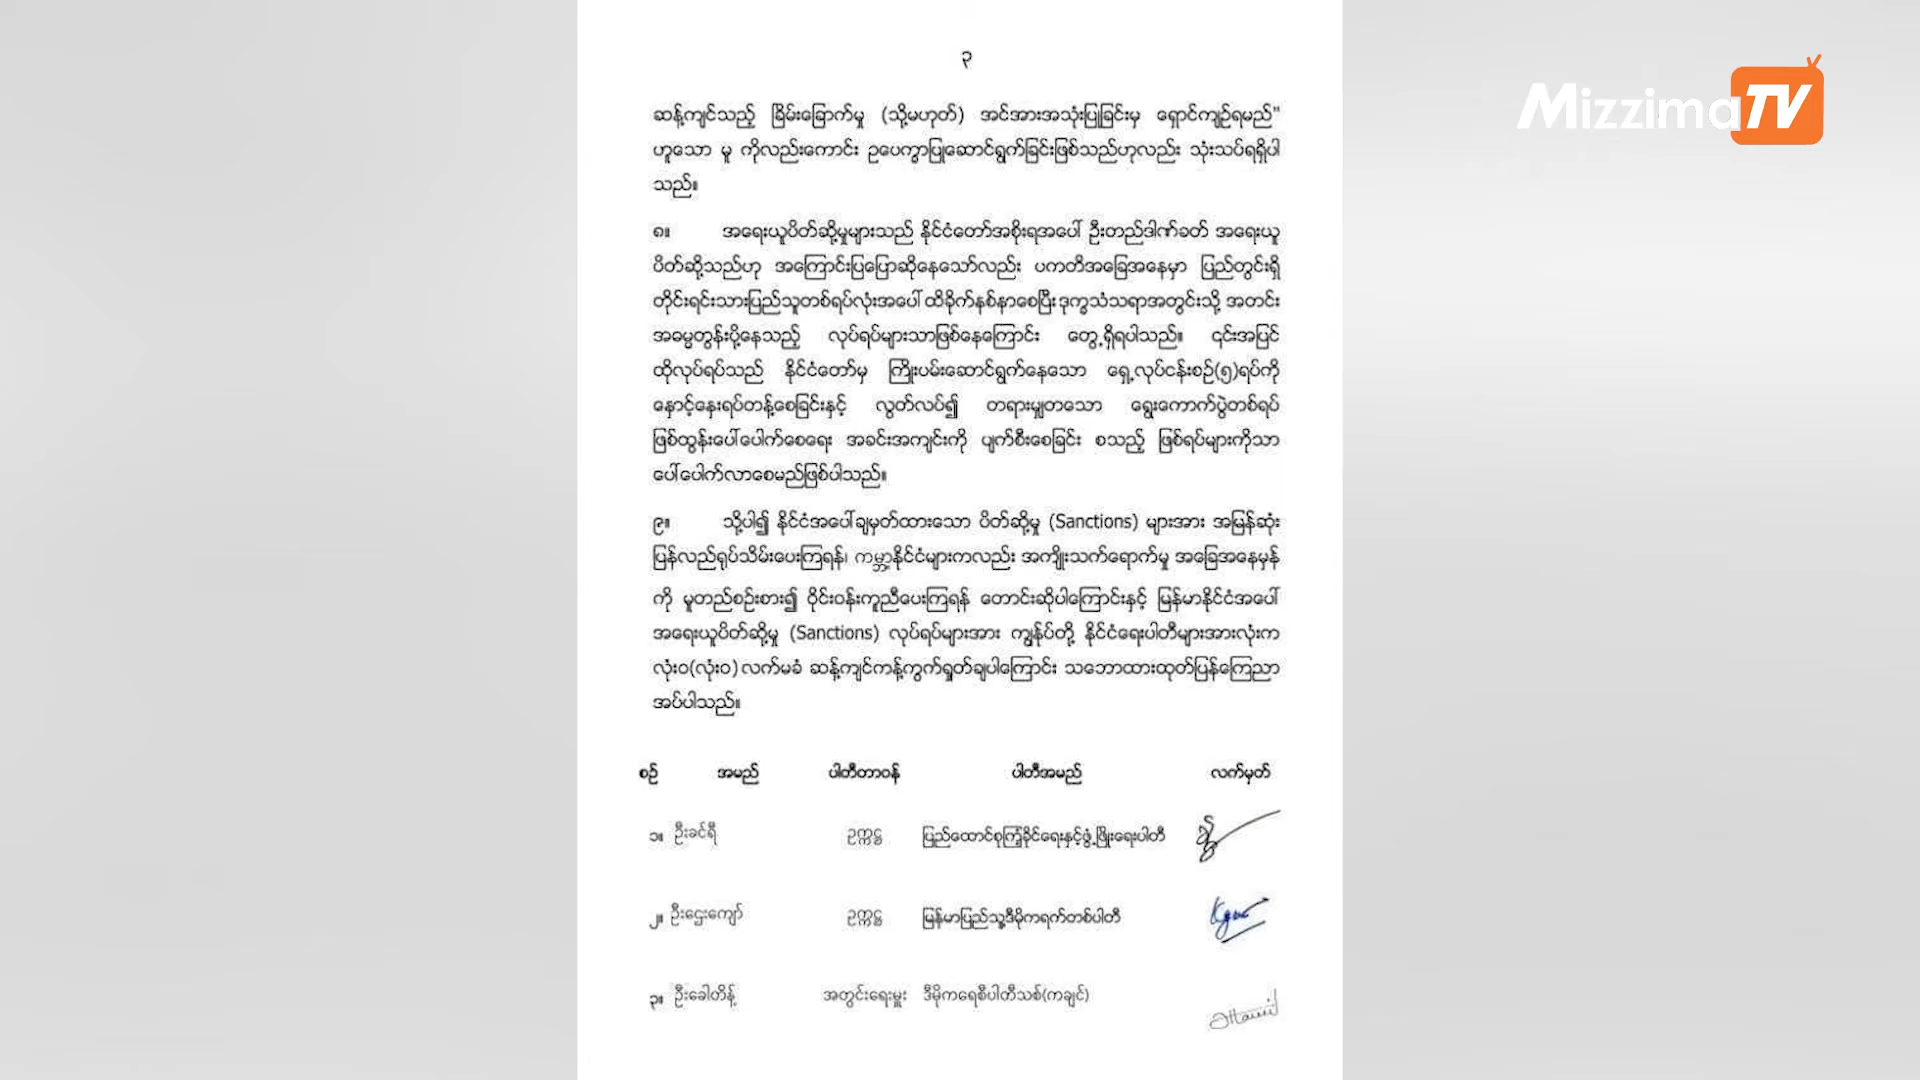 ၃
Mizzima TV
ဆန့်ကျင်သည့် ခြိမ်းခြောက်မှု (သို့မဟုတ်) အင်အားအသုံးပြုခြင်းမှ ရှောင်ကျဉ်ရမည်"
ဟူသော မူ ကိုလည်းကောင်း ဥပေက္ခာပြုဆောင်ရွက်ခြင်းဖြစ်သည်ဟုလည်း သုံးသပ်ရရှိပါ
သည်။
၈။ အရေးယူပိတ်ဆို့မှုများသည် နိုင်ငံတော်အစိုးရအပေါ် ဦးတည်ဒါဏ်ခတ် အရေးယူ
ပိတ်ဆို့သည်ဟု အကြောင်းပြပြောဆိုနေသော်လည်း ပကတိအခြေအနေမှာ ပြည်တွင်းရှိ
တိုင်းရင်းသားပြည်သူတစ်ရပ်လုံးအပေါ် ထိခိုက်နစ်နာစေပြီး ဒုက္ခသံသရာအတွင်းသို့ အတင်း
အဓမ္မတွန်းပို့နေသည့် လုပ်ရပ်များသာဖြစ်နေကြောင်း တွေ့ရှိရပါသည်။ ၎င်းအပြင်
ထိုလုပ်ရပ်သည် နိုင်ငံတော်မှ ကြိုးပမ်းဆောင်ရွက်နေသော ရှေ့လုပ်ငန်းစဉ်(၅)ရပ်ကို
နှောင့်နှေးရပ်တန့်စေခြင်းနှင့် လွတ်လပ်၍ တရားမျှတသော ရွေးကောက်ပွဲတစ်ရပ်
ဖြစ်ထွန်းပေါ်ပေါက်စေရေး အခင်းအကျင်းကို ပျက်စီးစေခြင်း စသည့် ဖြစ်ရပ်များကိုသာ
ပေါ်ပေါက်လာစေမည်ဖြစ်ပါသည်။
၉။ သို့ပါ၍ နိုင်ငံအပေါ်ချမှတ်ထားသော ပိတ်ဆို့မှု (Sanctions) များအား အမြန်ဆုံး
ပြန်လည်ရုပ်သိမ်းပေးကြရန်၊ ကမ္ဘာ့နိုင်ငံများကလည်း အကျိုးသက်ရောက်မှု အခြေအနေမှန်
ကို မူတည်စဉ်းစား၍ ဝိုင်းဝန်းကူညီပေးကြရန် တောင်းဆိုပါကြောင်းနှင့် မြန်မာနိုင်ငံအပေါ်
အရေးယူပိတ်ဆို့မှု (Sanctions) လုပ်ရပ်များအား ကျွန်ုပ်တို့ နိုင်ငံရေးပါတီများအားလုံးက
လုံးဝ(လုံးဝ)လက်မခံ ဆန့်ကျင်ကန့်ကွက်ရှုတ်ချပါကြောင်း သဘောထားထုတ်ပြန်ကြေညာ
အပ်ပါသည်။
စဉ် အမည် ပါတီတာဝန် ပါတီအမည် လက်မှတ်
၁။ ဦးခင်ရီ ဥက္ကဋ္ဌ ပြည်ထောင်စုကြံ့ခိုင်ရေးနှင့်ဖွံ့ဖြိုးရေးပါတီ
၂။ ဦးဌေးကျော် ဥက္ကဋ္ဌ မြန်မာပြည်သူ့ဒီမိုကရက်တစ်ပါတီ
၃။ ဦးခေါတိန့် အတွင်းရေးမှူး ဒီမိုကရေစီပါတီသစ်(ကချင်)